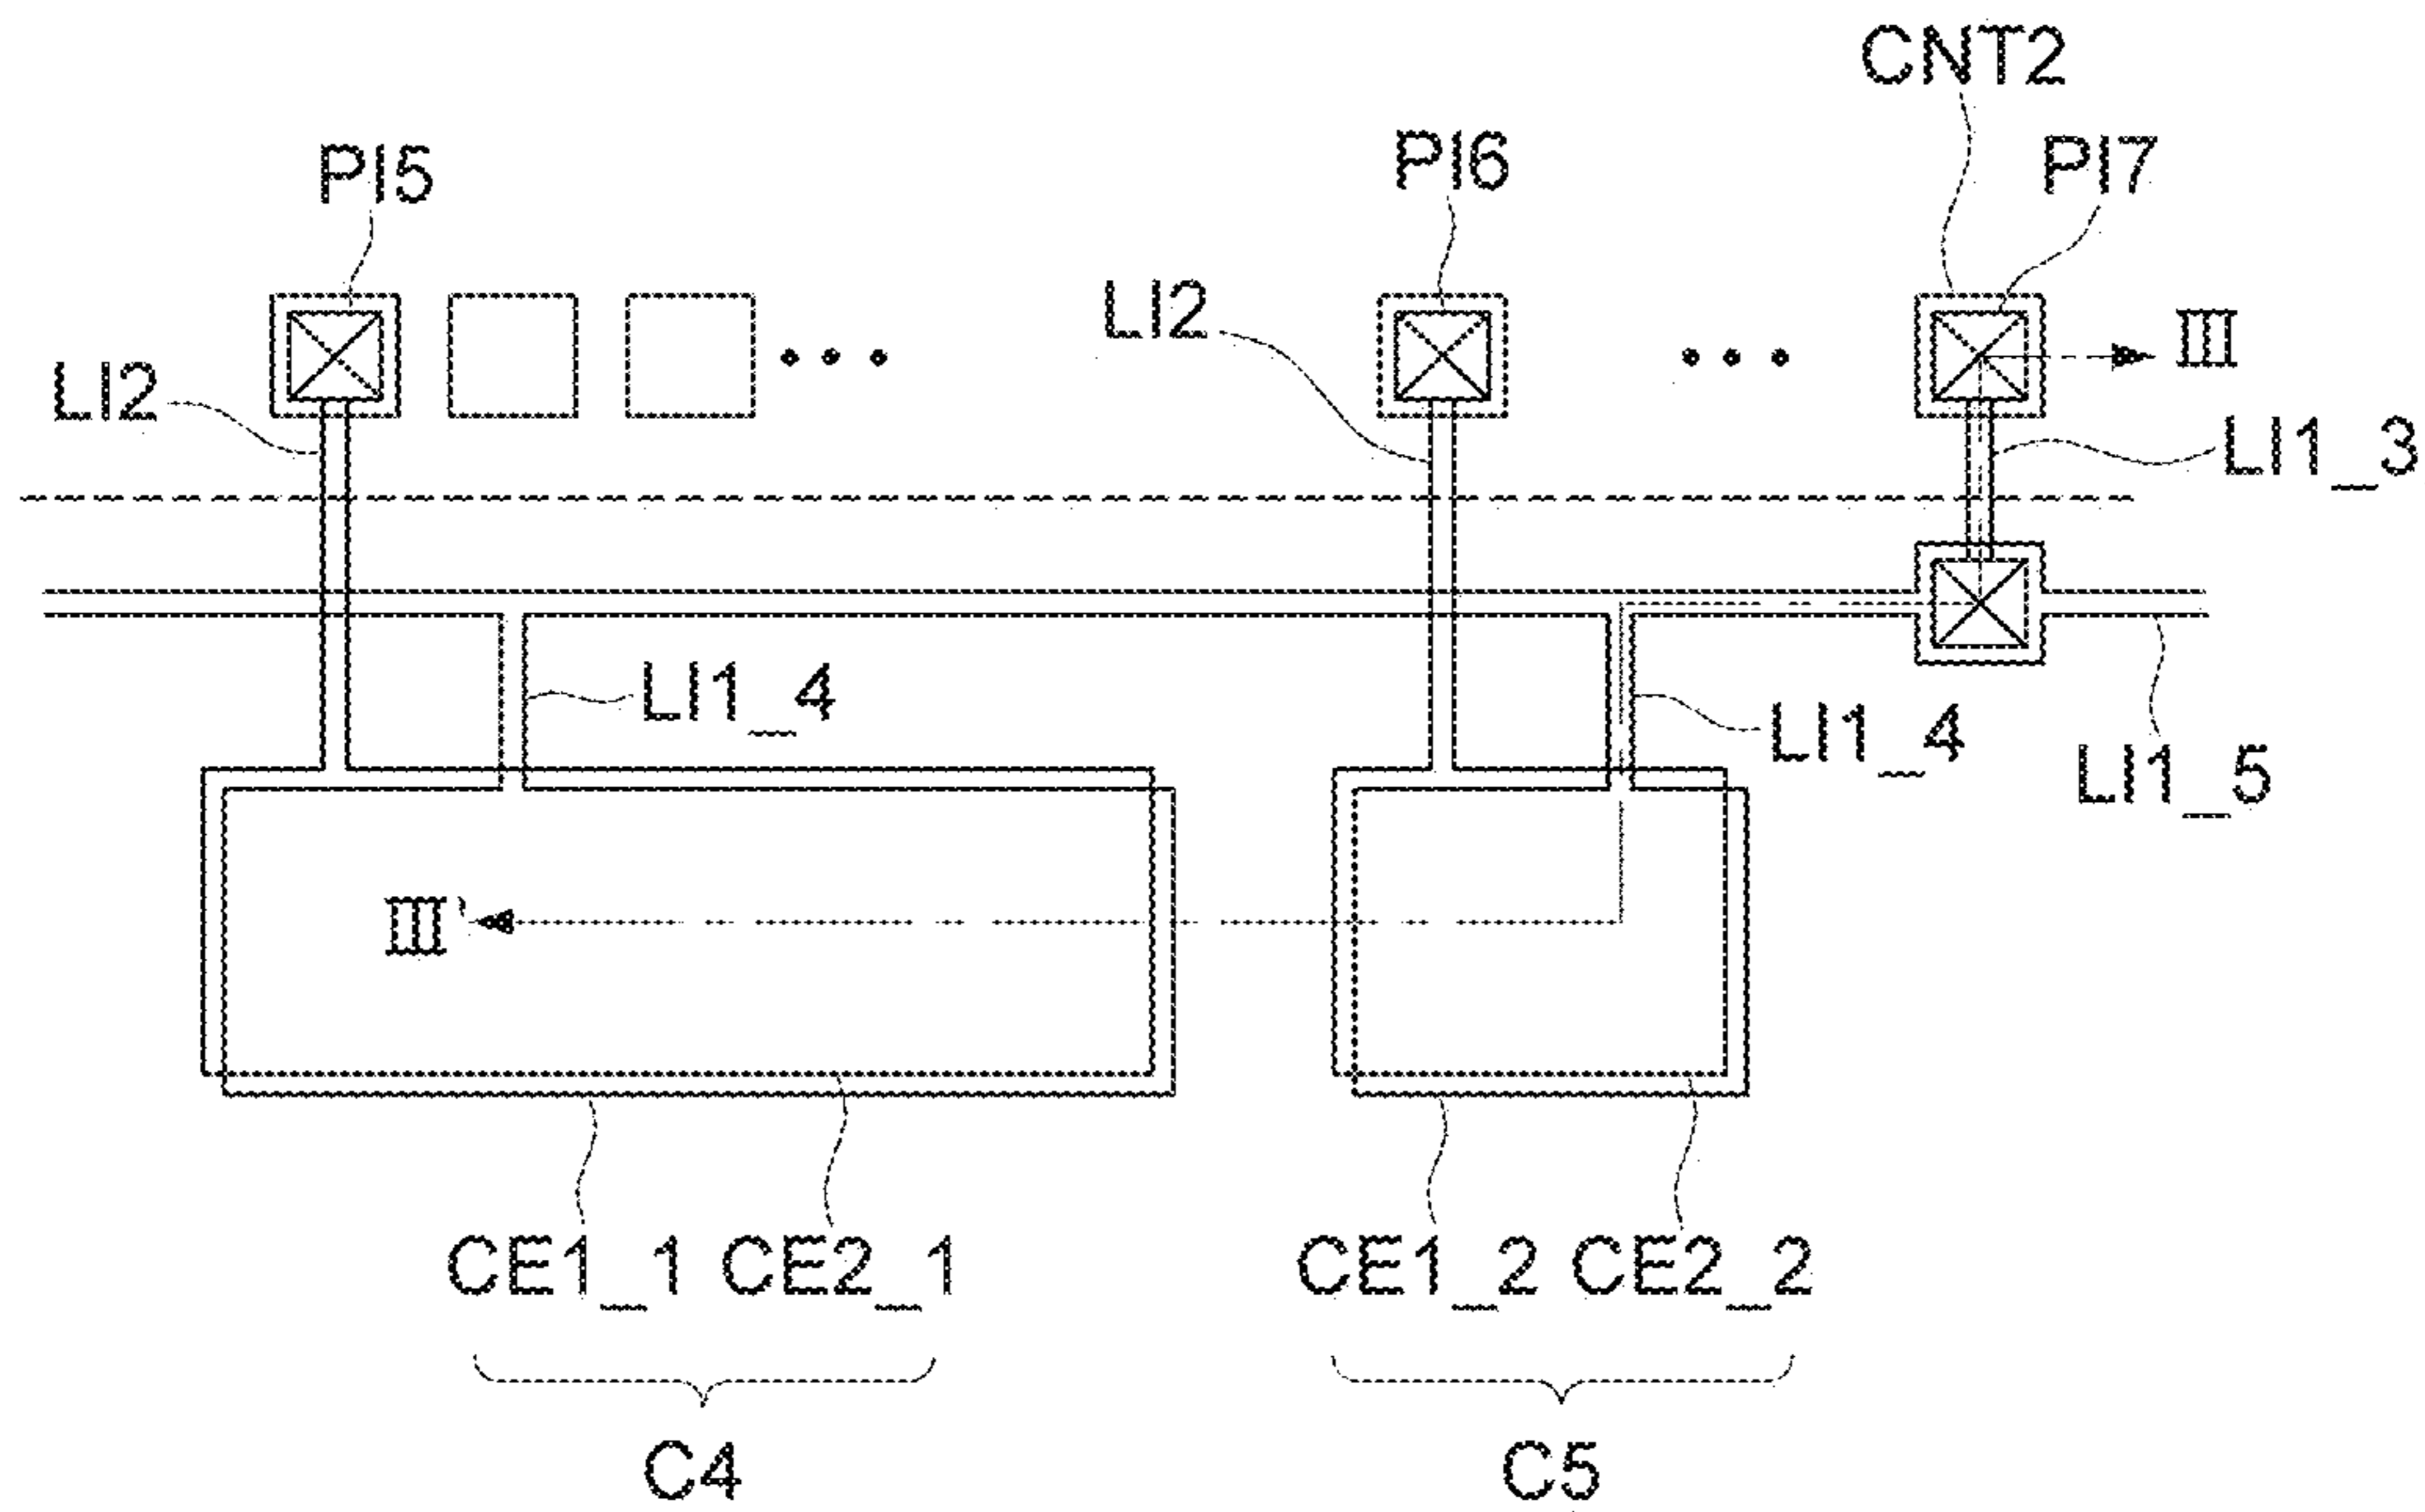 CNT2
PI5
PI6
PI7
LI2
LI2
III
LI1_3
LI1_4
LI1_4
LI1_5
III'
CE1_1 CE2_1
CE1_2 CE2_2
C4
C5